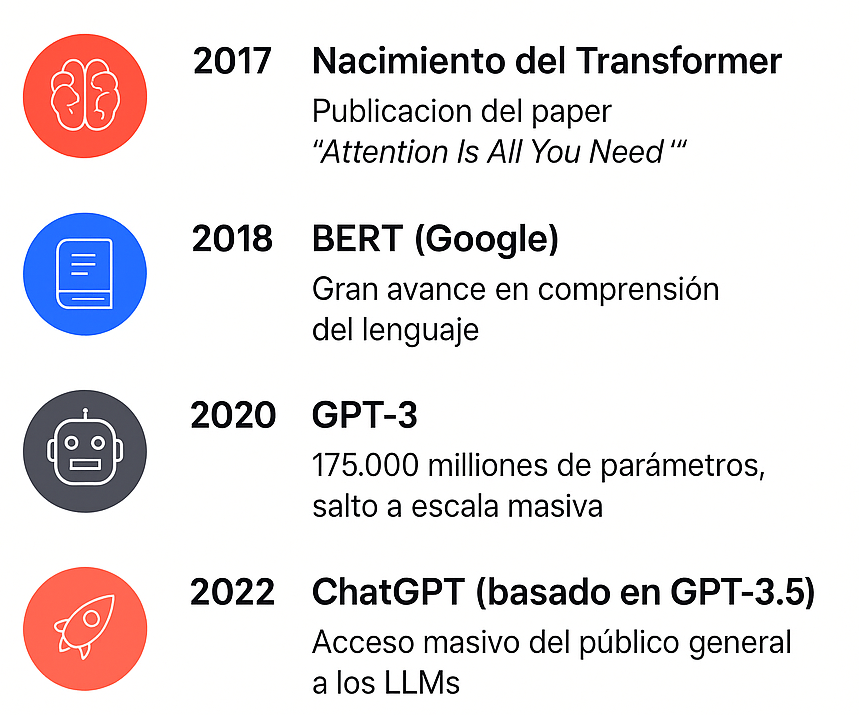 2017 Nacimiento del Transformer
Publicacion del paper
“Attention Is All You Need ‘“
2018 BERT (Google)
Gran avance en comprensión
del lenguaje
2020 GPT-3
175.000 milliones de parámetros,
salto a escala masiva
2022 ChatGPT (basado en GPT-3.5)
Acceso masivo del público general
a los LLMs